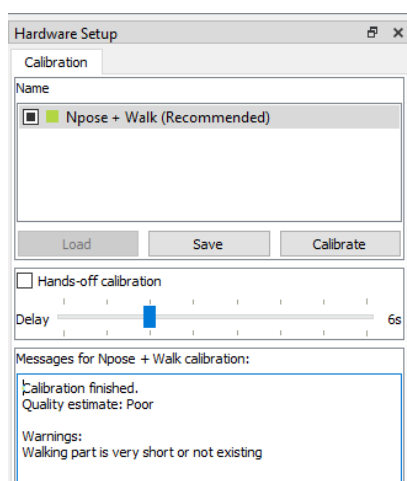 Hardware Setup
Calibration
Name
Npose + Walk (Recommended)
Load Save Calibrate
Hands-off calibration
Delay 6s
Messages for Npose + Walk calibration:
Calibration finished.
Quality estimate: Poor
Warnings:
Walking part is very short or not existing